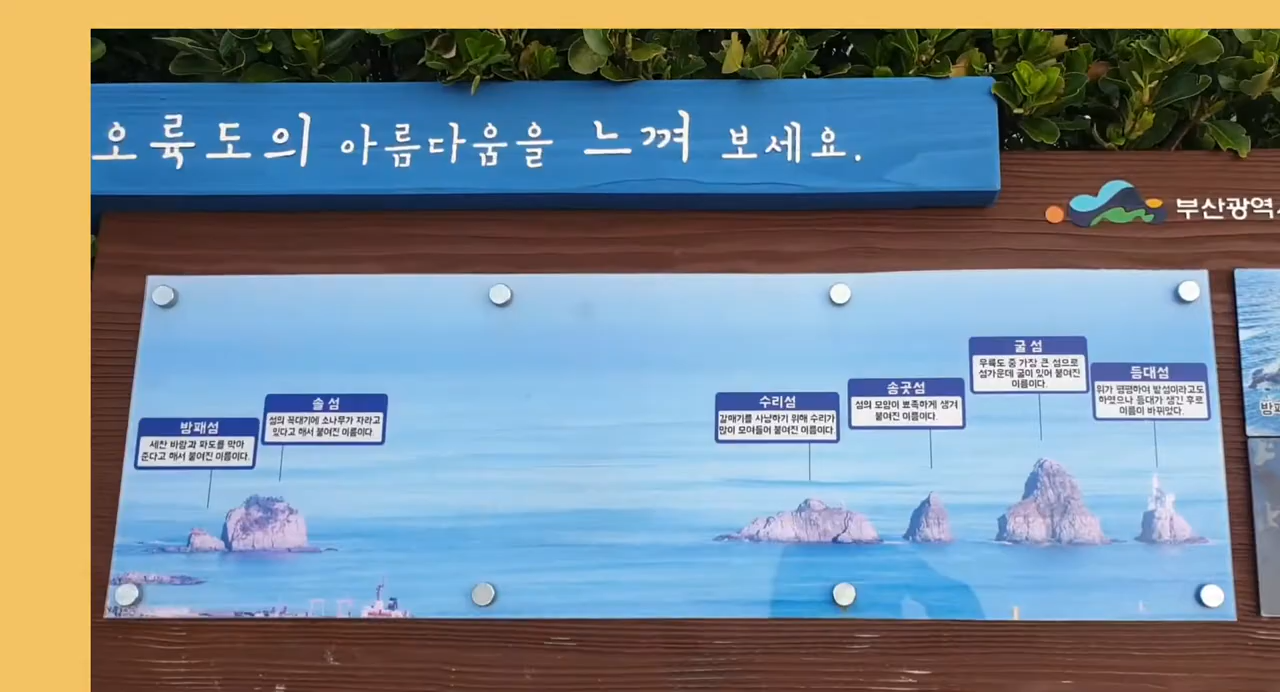 오륙도의 아름다움을 느껴 보세요.
부산광역
굴 섬
우륙도 중 가장 큰 섬으로
섬가운데 굴이 있어 붙여진
이름이다.
등대섬
위가 평평하여 밭섬이라고도
하였으나 등대가 생긴 후로
이름이 바뀌었다.
송곳섬
섬의 모양이 뾰족하게 생겨
붙여진 이름이다.
수리섬
갈매기를 사냥하기 위해 수리가
많이 모여들어 붙여진 이름이다.
솔 섬
섬의 꼭대기에 소나무가 자라고
있다고 해서 붙여진 이름이다.
방패섬
세찬 바람과 파도를 막아
준다고 해서 붙여진 이름이다.